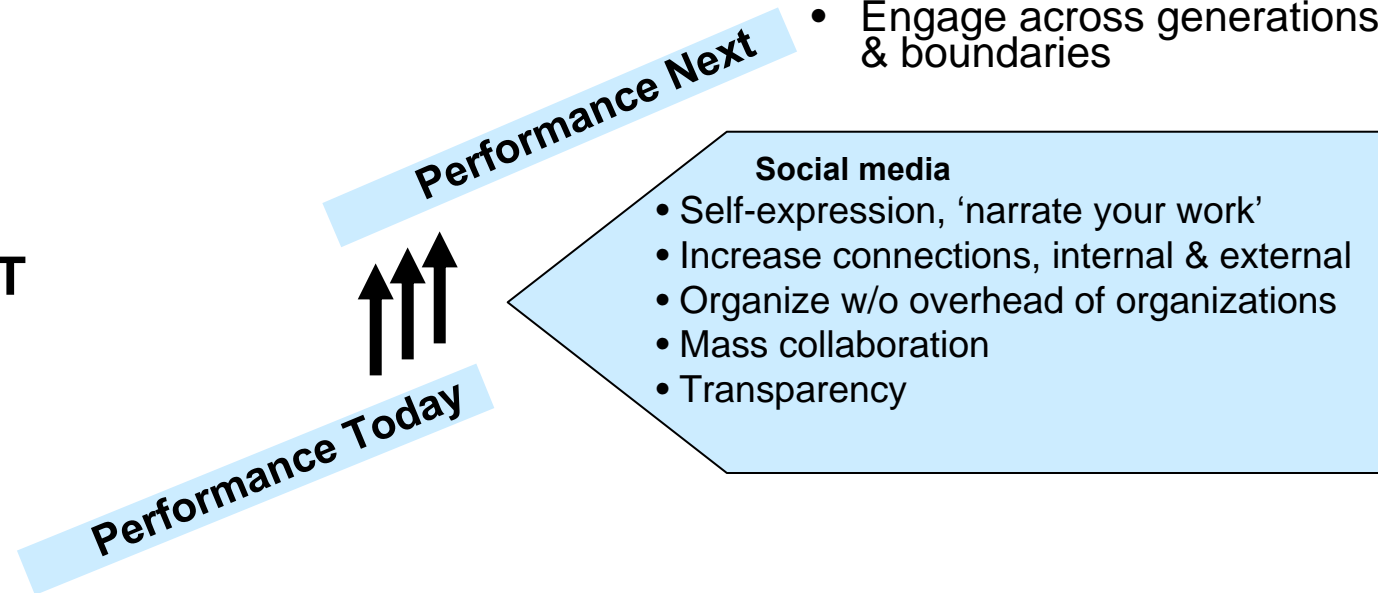 • Engage across generations
& boundaries
Performance Next
Social media
• Self-expression, ‘narrate your work’
• Increase connections, internal & external
• Organize w/o overhead of organizations
• Mass collaboration
• Transparency
T
Performance Today